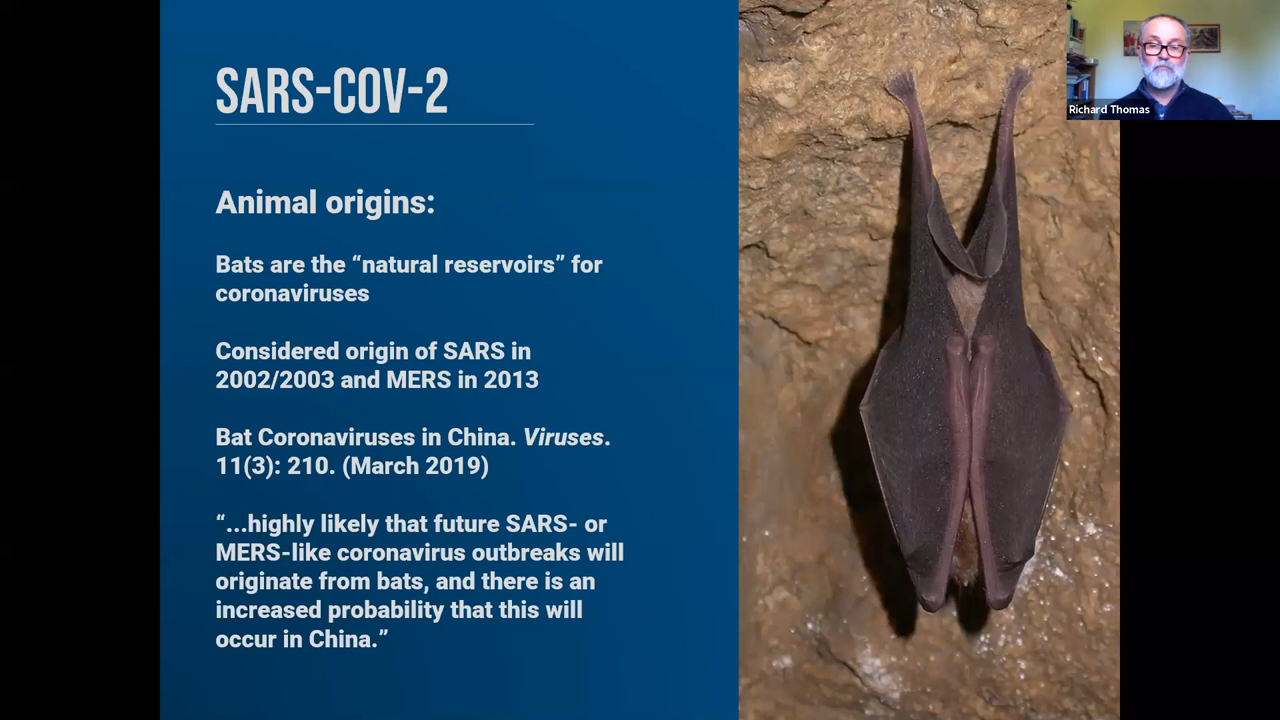 SARS-COV-2
Animal origins:
Bats are the “natural reservoirs” for
coronaviruses
Considered origin of SARS in
2002/2003 and MERS in 2013
Bat Coronaviruses in China. Viruses.
11(3): 210. (March 2019)
“...highly likely that future SARS- or
MERS-like coronavirus outbreaks will
originate from bats, and there is an
increased probability that this will
occur in China.”
Richard Thomas